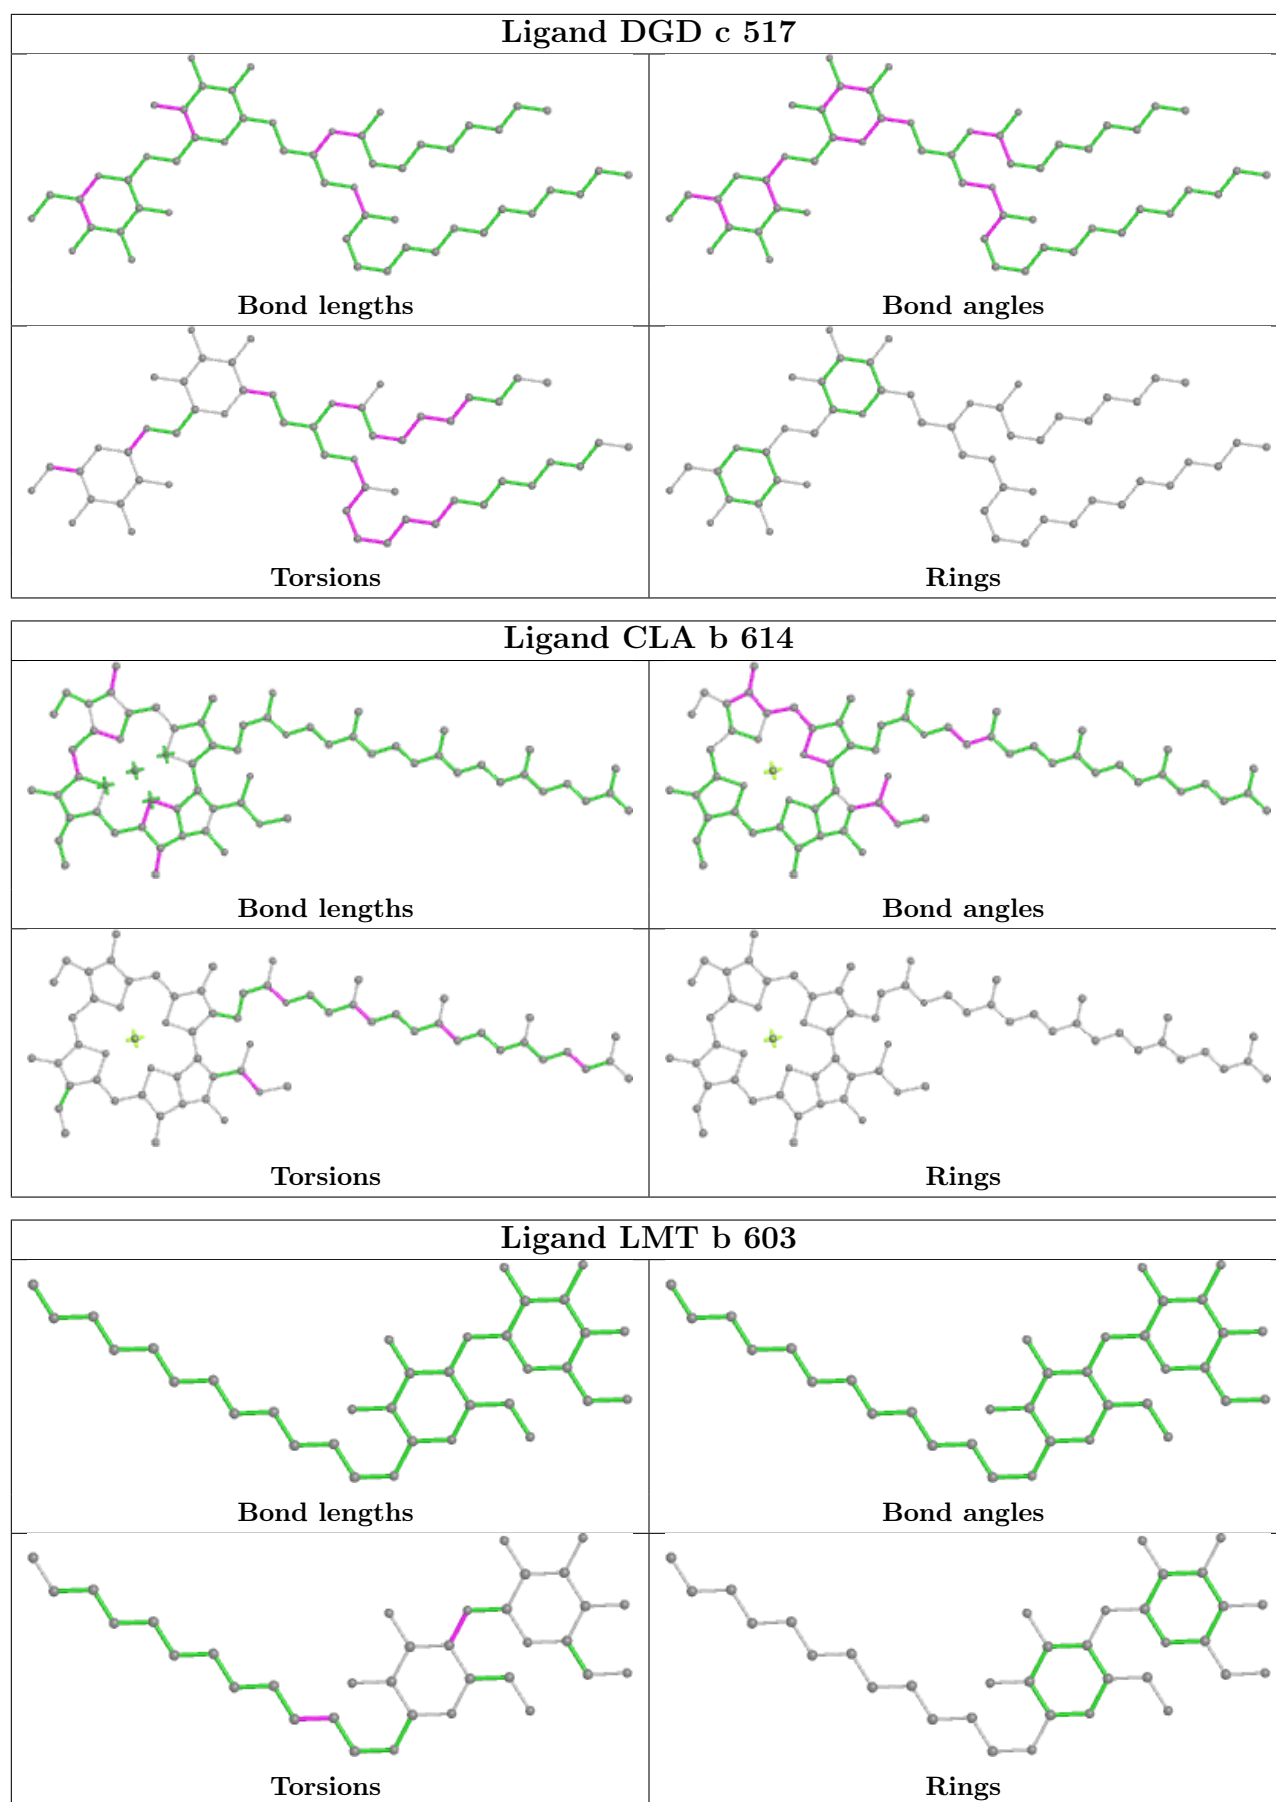 Ligand DGD c 517
Bond lengths
Bond angles
Torsions
Rings
Ligand CLA b 614
Bond lengths
Bond angles
Torsions
Rings
Ligand LMT b 603
Bond lengths
Bond angles
Torsions
Rings